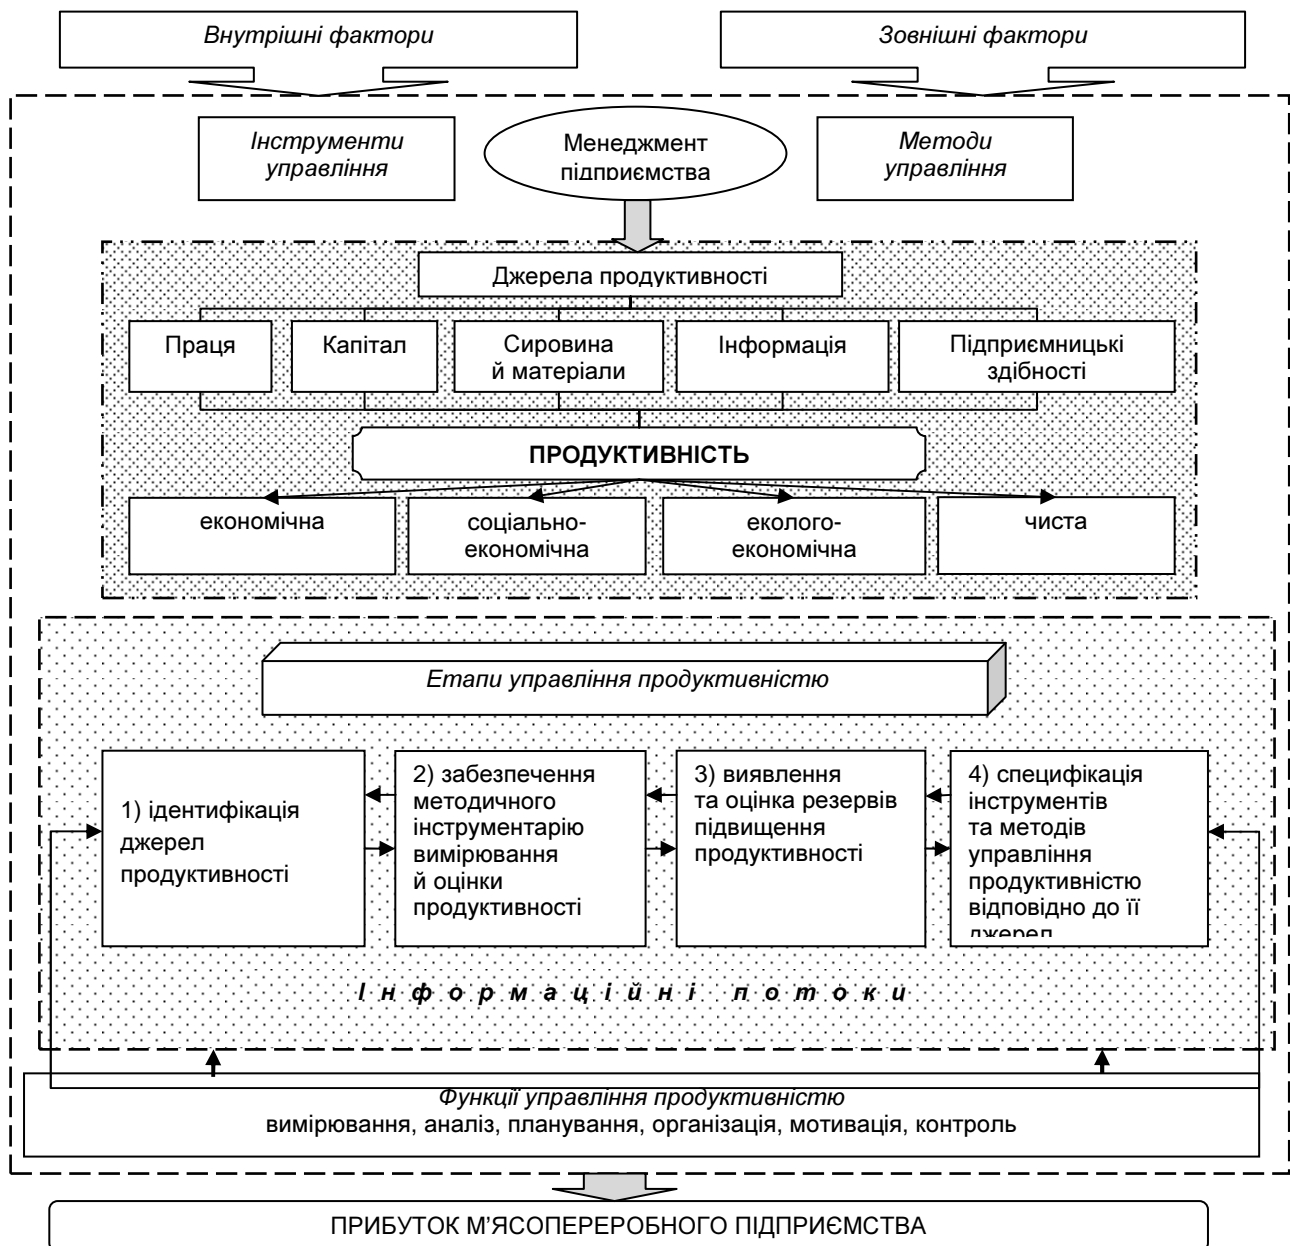 Внутрішні фактори
Зовнішні фактори
Інструменти
управління
Менеджмент
підприємства
Методи
управління
Джерела продуктивності
Праця
Капітал
Сировина
й матеріали
Інформація
Підприємницькі
здібності
ПРОДУКТИВНІСТЬ
економічна
соціально-
економічна
еколого-
економічна
чиста
Етапи управління продуктивністю
1) ідентифікація
джерел
продуктивності
2) забезпечення
методичного
інструментарію
вимірювання
й оцінки
продуктивності
3) виявлення
та оцінка резервів
підвищення
продуктивності
4) специфікація
інструментів
та методів
управління
продуктивністю
відповідно до її
джерел
Інформаційні потоки
Функції управління продуктивністю
вимірювання, аналіз, планування, організація, мотивація, контроль
ПРИБУТОК М’ЯСОПЕРЕРОБНОГО ПІДПРИЄМСТВА